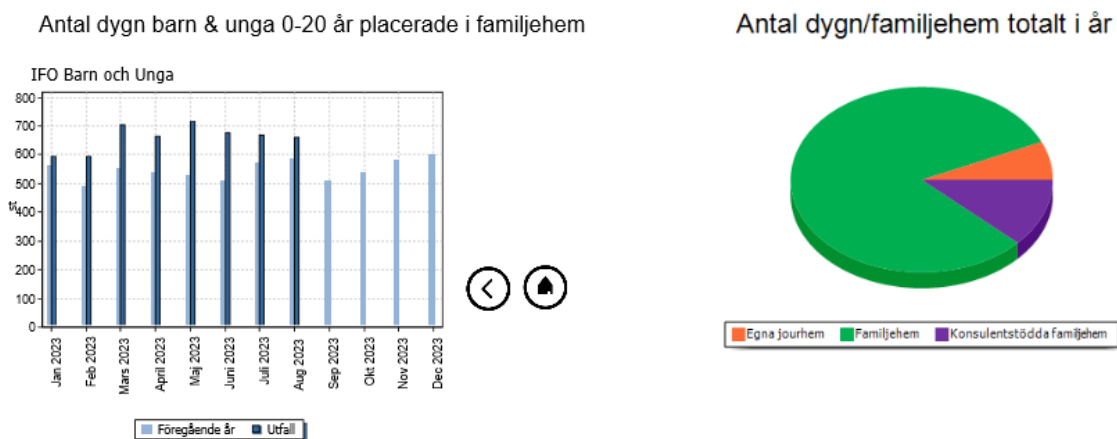 Antal dygn barn & unga 0-20 år placerade i familjehem
IFO Barn och Unga
800
700
600
500
400
300
200
100
0
st
Jan 2023
Feb 2023
Mars 2023
April 2023
Maj 2023
Juni 2023
Juli 2023
Aug 2023
Sep 2023
Okt 2023
Nov 2023
Dec 2023
Föregående år
Utfall
Antal dygn/familjehem totalt i år
Egna jourhem
Familjehem
Konsulentstödda familjehem